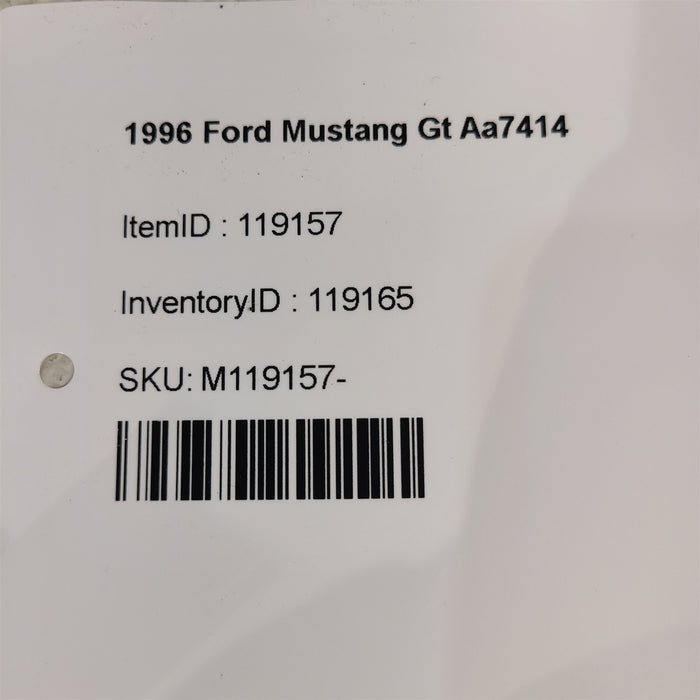 1996 Ford Mustang Gt Aa7414
ItemID : 119157
InventoryID : 119165
SKU: M119157-